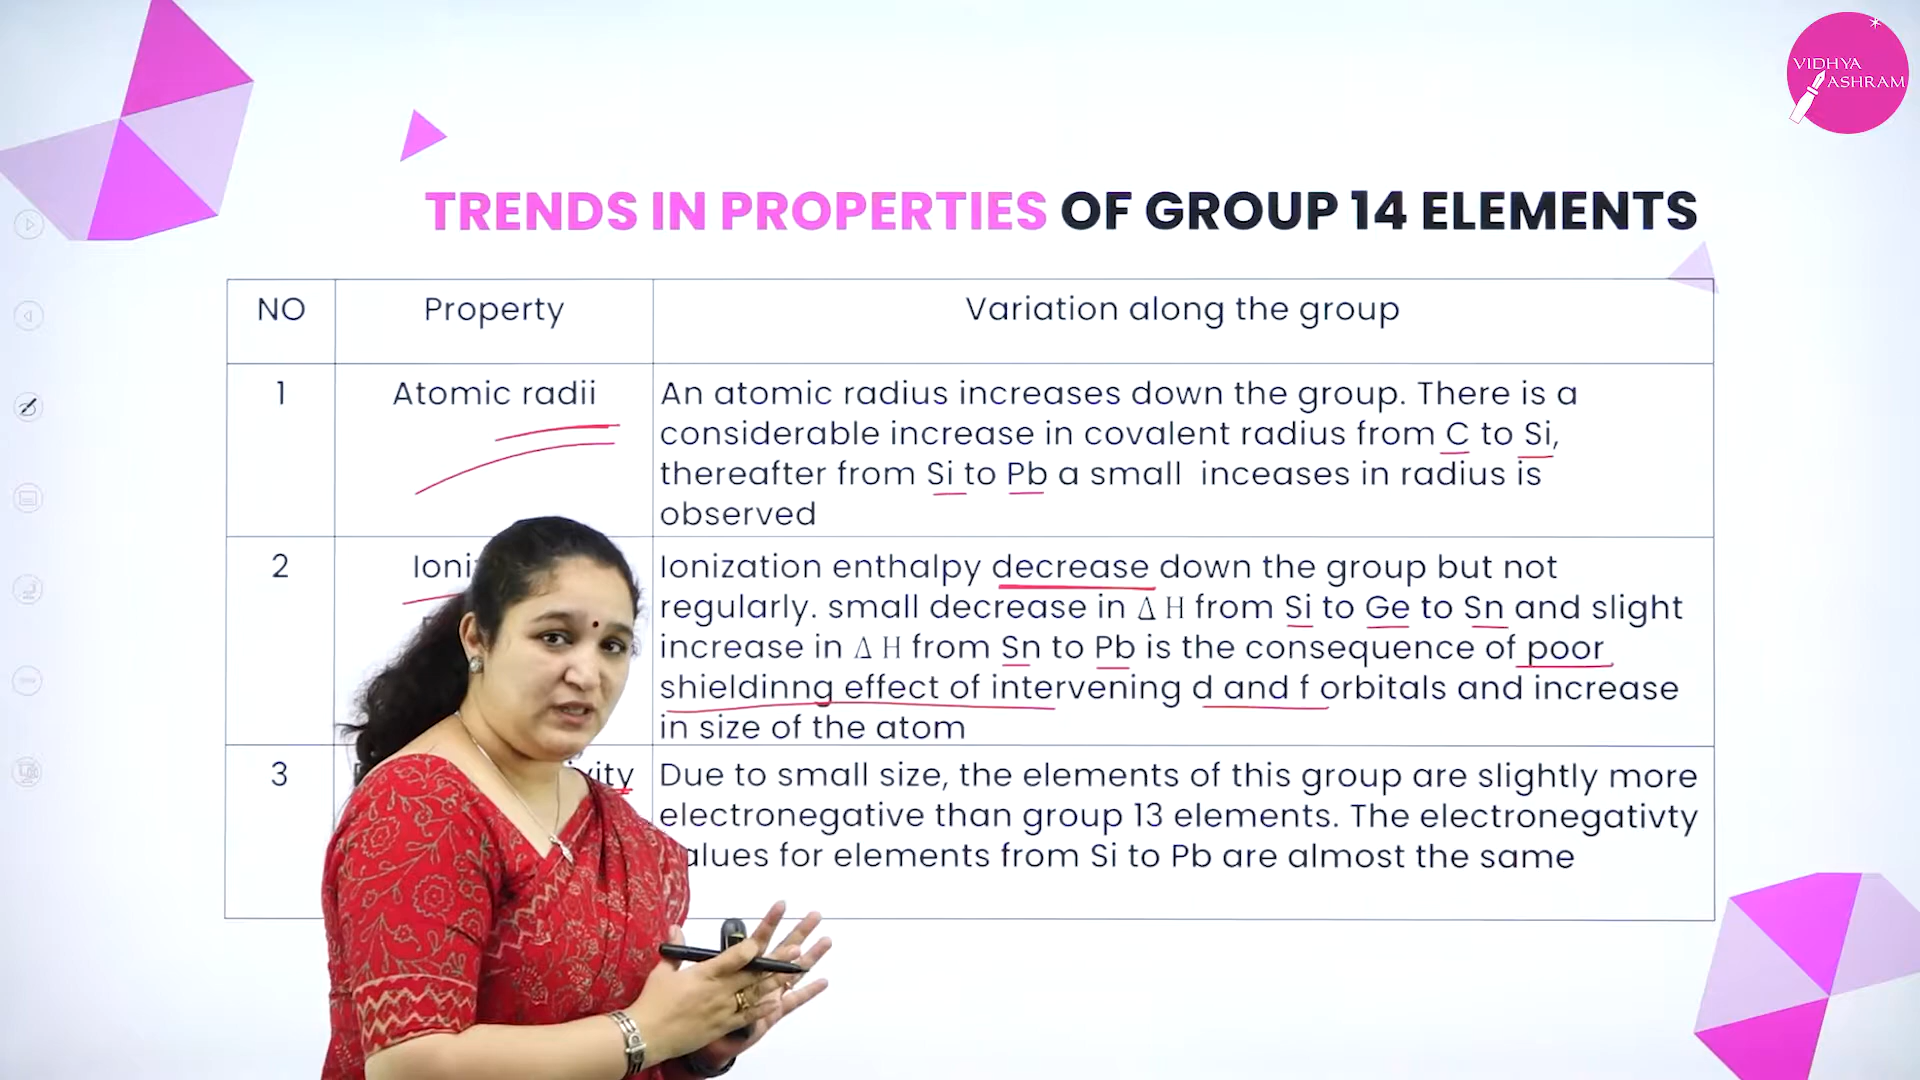 VIDHYA
ASHRAM
TRENDS IN PROPERTIES OF GROUP 14 ELEMENTS
NO Property Variation along the group
1 Atomic radii An atomic radius increases down the group. There is a
considerable increase in covalent radius from C to Si,
thereafter from Si to Pb a small inceases in radius is
observed
2 Ionization enthalpy decrease down the group but not
regularly. small decrease in Δ H from Si to Ge to Sn and slight
increase in Δ H from Sn to Pb is the consequence of poor
shieldinng effect of intervening d and f orbitals and increase
in size of the atom
3 Due to small size, the elements of this group are slightly more
electronegative than group 13 elements. The electronegativty
for elements from Si to Pb are almost the same